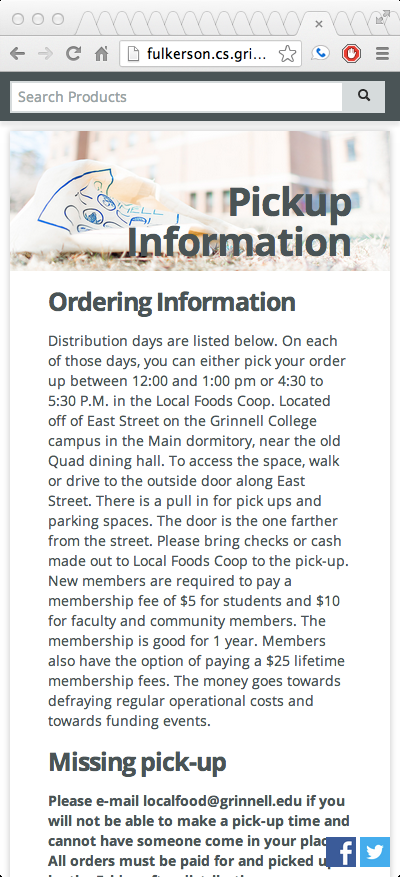 fulkerson.cs.gri...
Search Products
Pickup
Information
Ordering Information
Distribution days are listed below. On each
of those days, you can either pick your order
up between 12:00 and 1:00 pm or 4:30 to
5:30 P.M. in the Local Foods Coop. Located
off of East Street on the Grinnell College
campus in the Main dormitory, near the old
Quad dining hall. To access the space, walk
or drive to the outside door along East
Street. There is a pull in for pick ups and
parking spaces. The door is the one farther
from the street. Please bring checks or cash
made out to Local Foods Coop to the pick-up.
New members are required to pay a
membership fee of $5 for students and $10
for faculty and community members. The
membership is good for 1 year. Members
also have the option of paying a $25 lifetime
membership fees. The money goes towards
defraying regular operational costs and
towards funding events.
Missing pick-up
Please e-mail localfood@grinnell.edu if you
will not be able to make a pick-up time and
cannot have someone come in your
All orders must be paid for and picked